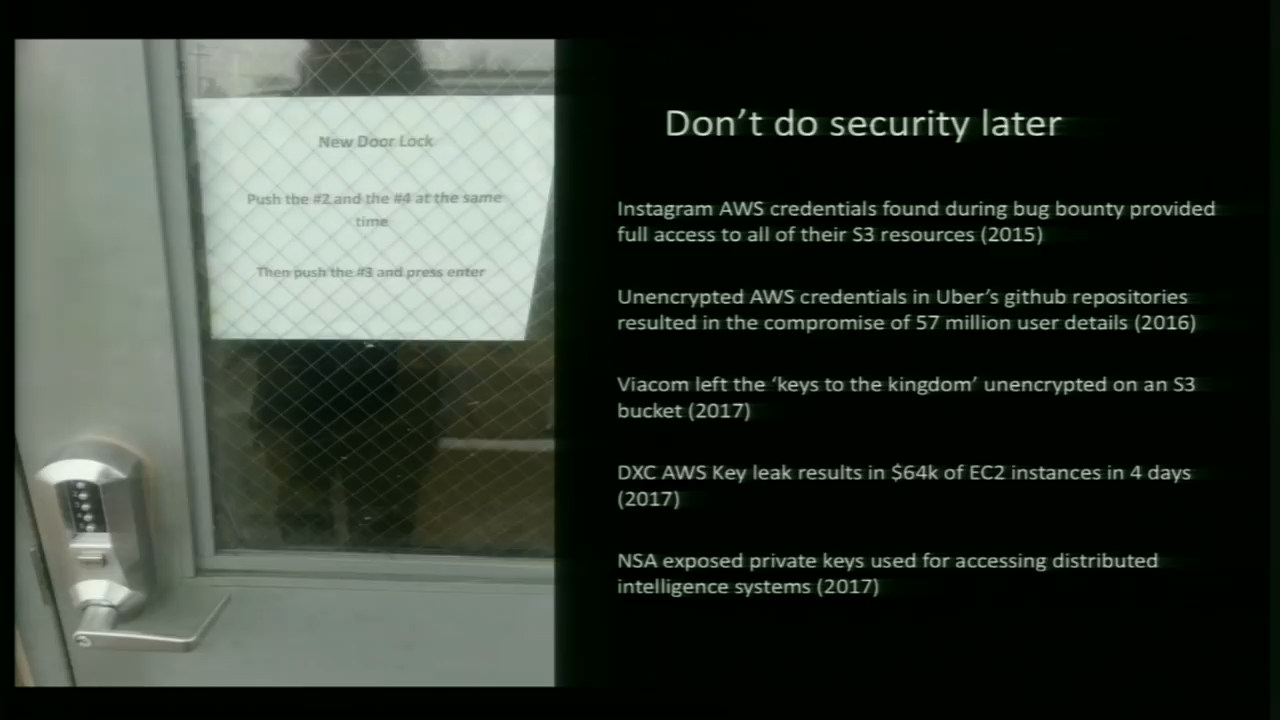 New Door Lock
Push the #2 and the #4 at the same
time
Then push the #3 and press enter
Don't do security later
Instagram AWS credentials found during bug bounty provided
full access to all of their S3 resources (2015)
Unencrypted AWS credentials in Uber's github repositories
resulted in the compromise of 57 million user details (2016)
Viacom left the 'keys to the kingdom' unencrypted on an S3
bucket (2017)
DXC AWS Key leak results in $64k of EC2 instances in 4 days
(2017)
NSA exposed private keys used for accessing distributed
intelligence systems (2017)